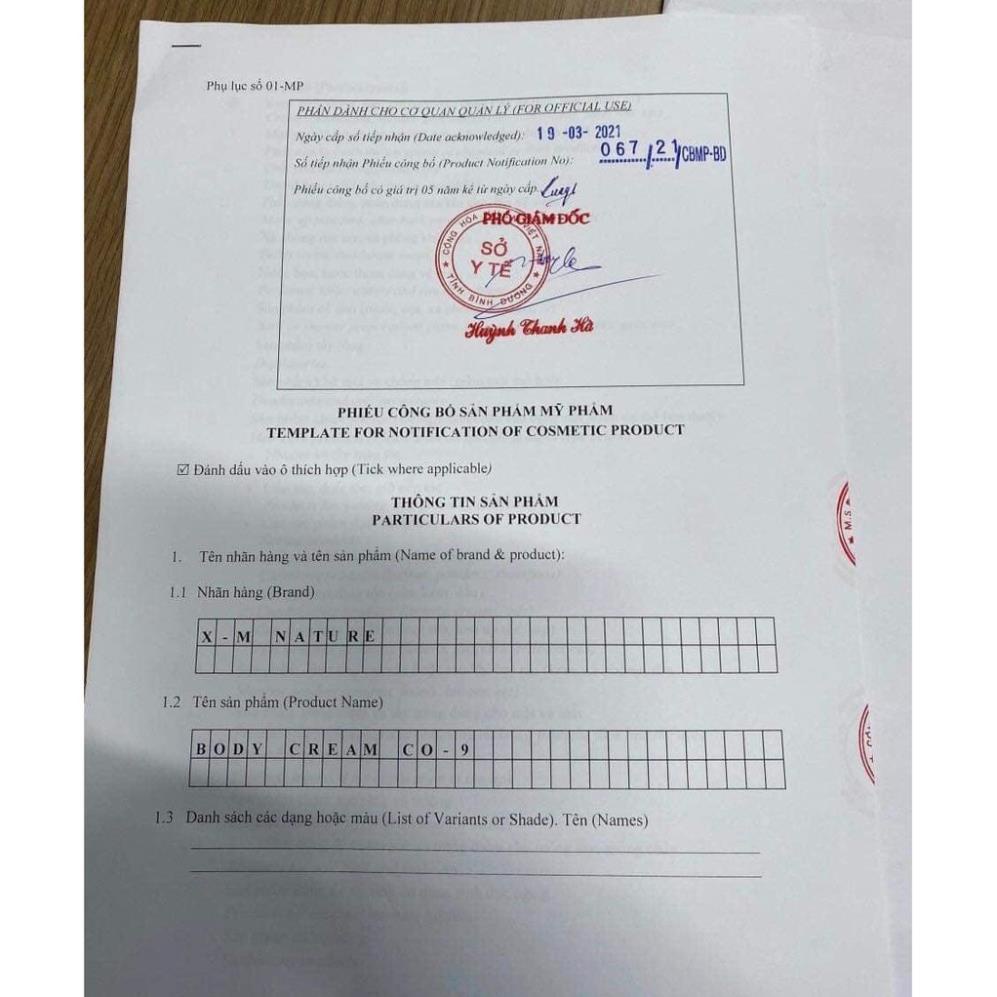 Phụ lục số 01-MP
PHẦN DÀNH CHO CƠ QUAN QUẢN LÝ (FOR OFFICIAL USE)
Ngày cấp số tiếp nhận (Date acknowledged): 19 -03- 2021
Số tiếp nhận Phiếu công bố (Product Notification No): 067/21/CBMP-BD
Phiếu công bố có giá trị 05 năm kể từ ngày cấp.
PHÓ GIÁM ĐỐC
SỞ
Y TẾ
TỈNH BÌNH DƯƠNG
Huỳnh Thanh Hà
PHIẾU CÔNG BỐ SẢN PHẨM MỸ PHẨM
TEMPLATE FOR NOTIFICATION OF COSMETIC PRODUCT
☑ Đánh dấu vào ô thích hợp (Tick where applicable)
THÔNG TIN SẢN PHẨM
PARTICULARS OF PRODUCT
1. Tên nhãn hàng và tên sản phẩm (Name of brand & product):
1.1 Nhãn hàng (Brand)
X-M NATURE
1.2 Tên sản phẩm (Product Name)
BODY CREAM CO-9
1.3 Danh sách các dạng hoặc màu (List of Variants or Shade). Tên (Names)
★ M.S